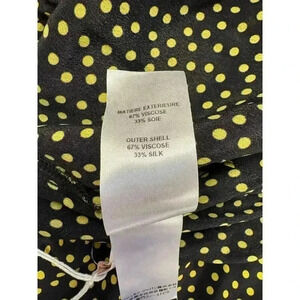 MATIERE EXTERIEURE
67% VISCOSE
33% SOIE
OUTER SHELL
67% VISCOSE
33% SILK